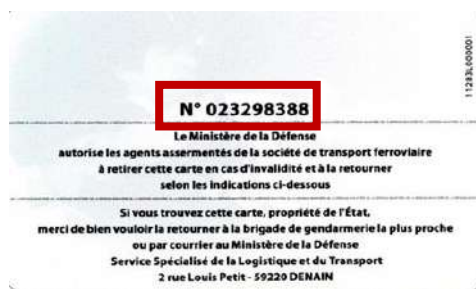 11283L000001
N° 023298388
Le Ministère de la Défense
autorise les agents assermentés de la société de transport ferroviaire
à retirer cette carte en cas d'invalidité et à la retourner
selon les indications ci-dessous
Si vous trouvez cette carte, propriété de l'État,
merci de bien vouloir la retourner à la brigade de gendarmerie la plus proche
ou par courrier au Ministère de la Défense
Service Spécialisé de la Logistique et du Transport
2 rue Louis Petit - 59220 DENAIN